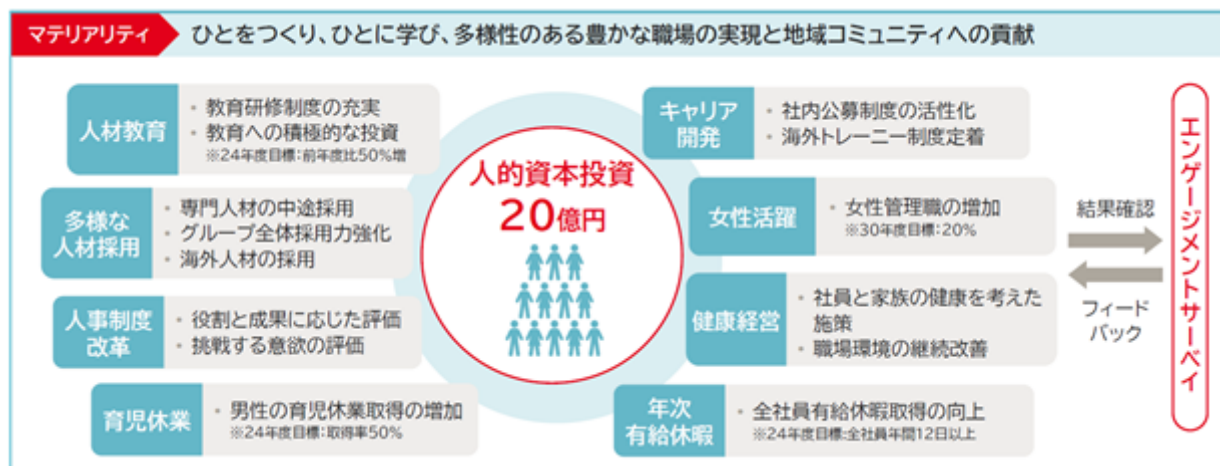 マテリアリティ
ひとをつくり、ひとに学び、多様性のある豊かな職場の実現と地域コミュニティへの貢献
人材教育
・ 教育研修制度の充実
・ 教育への積極的な投資
※24年度目標：前年度比50%増
多様な
人材採用
・ 専門人材の中途採用
・ グループ全体採用力強化
・ 海外人材の採用
人事制度
改革
・ 役割と成果に応じた評価
・ 挑戦する意欲の評価
育児休業
・ 男性の育児休業取得の増加
※24年度目標：取得率50%
人的資本投資
20億円
キャリア
開発
・ 社内公募制度の活性化
・ 海外トレーニー制度定着
女性活躍
・ 女性管理職の増加
※30年度目標：20%
健康経営
・ 社員と家族の健康を考えた
施策
・ 職場環境の継続改善
年次
有給休暇
・ 全社員有給休暇取得の向上
※24年度目標：全社員年間12日以上
結果確認
フィード
バック
エンゲージメントサーベイ